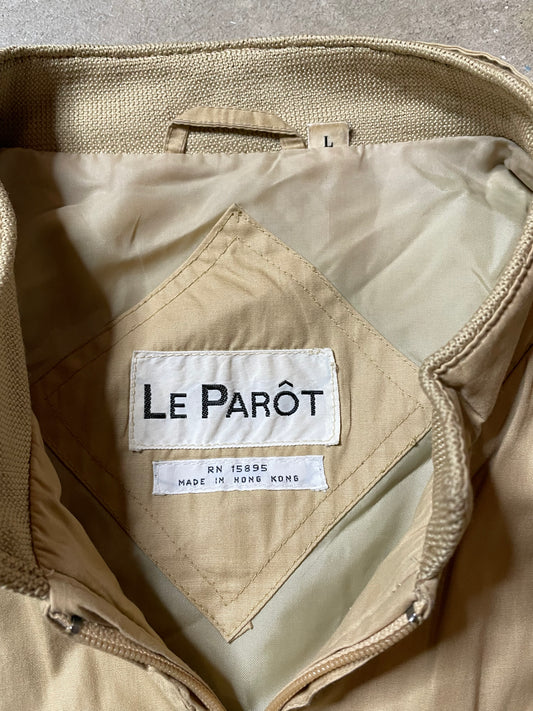 L
LE PARÔT
RN 15895
MADE IN HONG KONG